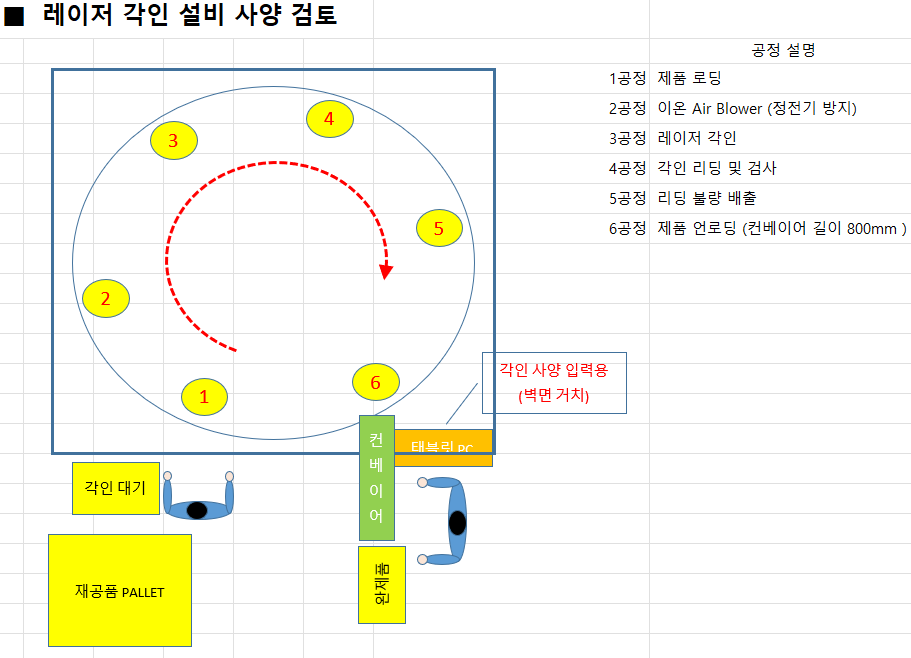 ■ 레이저 각인 설비 사양 검토
공정 설명
1공정 제품 로딩
2공정 이온 Air Blower (정전기 방지)
3공정 레이저 각인
4공정 각인 리딩 및 검사
5공정 리딩 불량 배출
6공정 제품 언로딩 (컨베이어 길이 800mm )
4
3
5
2
6
1
각인 사양 입력용
(벽면 거치)
태블릿 PC
컨
베
이
어
각인 대기
재공품 PALLET
완제품